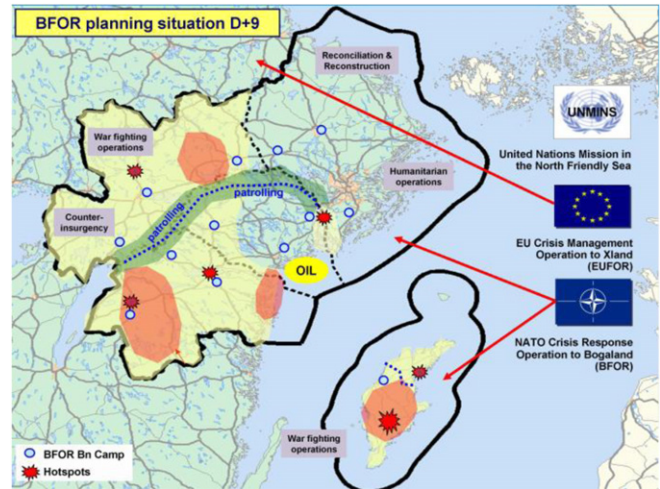 BFOR planning situation D+9
Reconciliation &
Reconstruction
UNMINS
War fighting
operations
United Nations Mission in
the North Friendly Sea
Humanitarian
operations
patrolling
Counter-
insurgency
patrolling
EU Crisis Management
Operation to Xland
(EUFOR)
OIL
NATO Crisis Response
Operation to Bogaland
(BFOR)
War fighting
operations
BFOR Bn Camp
Hotspots